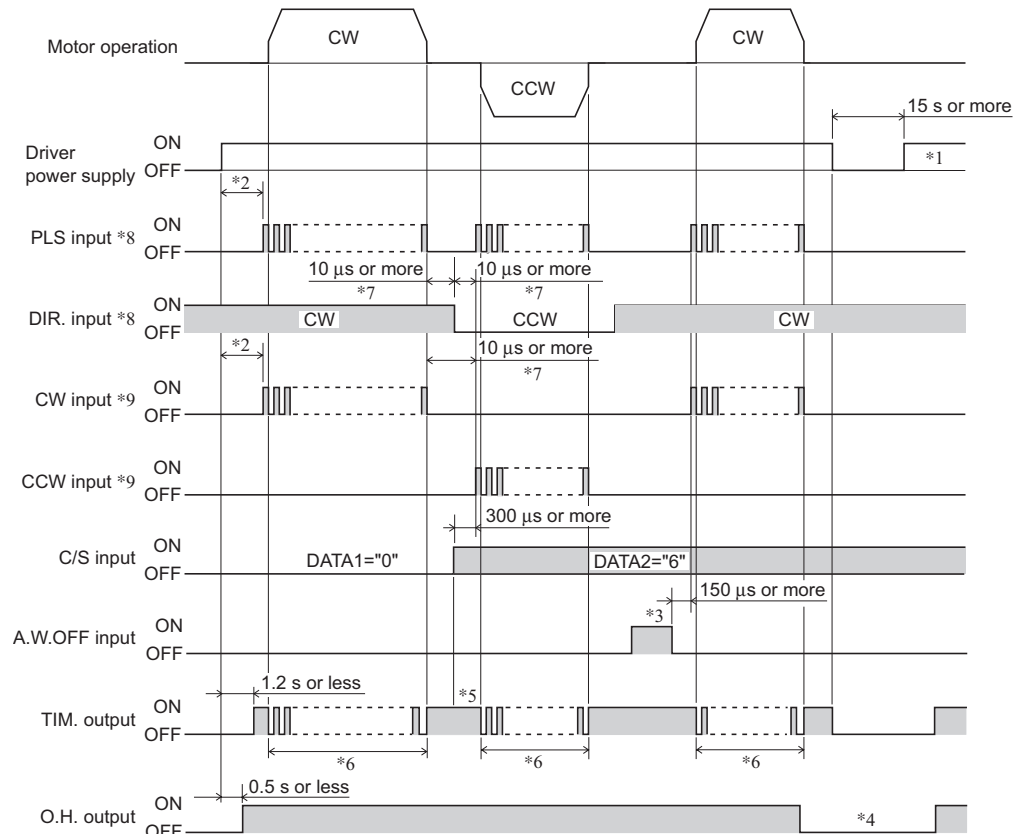 Motor operation
CW
CCW
CW
15 s or more
Driver
power supply
ON
OFF
*1
*2
PLS input *8
ON
OFF
10 µs or more
*7
10 µs or more
*7
DIR. input *8
ON
OFF
CW
CCW
CW
*2
10 µs or more
*7
CW input *9
ON
OFF
CCW input *9
ON
OFF
300 µs or more
C/S input
ON
OFF
DATA1="0"
DATA2="6"
150 µs or more
A.W.OFF input
ON
OFF
*3
1.2 s or less
*5
TIM. output
ON
OFF
*6
*6
*6
0.5 s or less
O.H. output
ON
OFF
*4